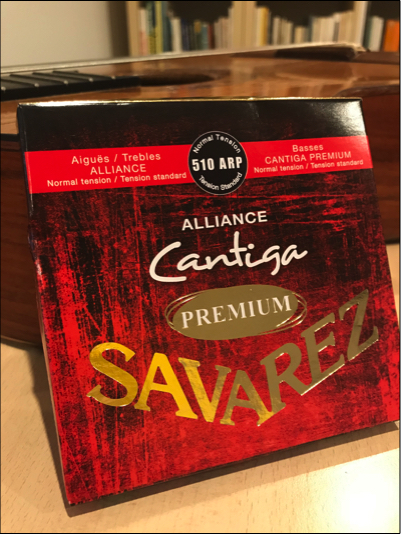 Aiguës / Trebles
ALLIANCE
Normal tension / Tension standard
Normal Tension
510 ARP
Tension Standard
Basses
CANTIGA PREMIUM
Normal tension / Tension standard
ALLIANCE
Cantiga
PREMIUM
SAVAREZ